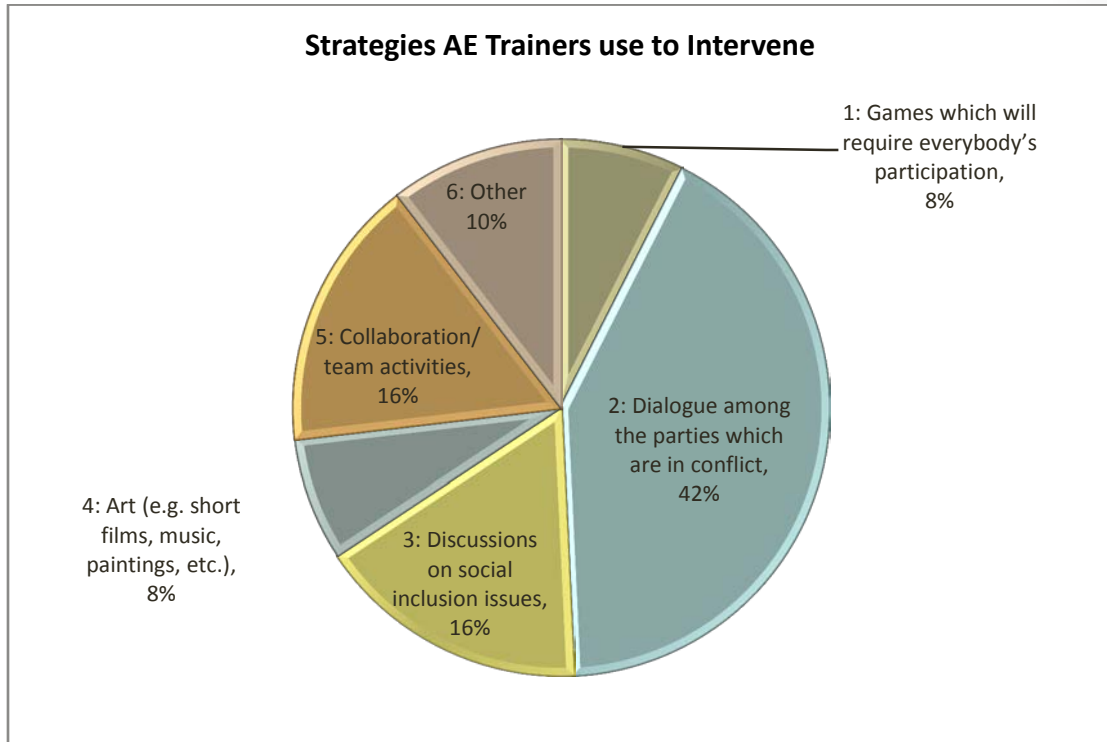 Strategies AE Trainers use to Intervene
1: Games which will
require everybody’s
participation,
8%
2: Dialogue among
the parties which
are in conflict,
42%
3: Discussions
on social
inclusion issues,
16%
4: Art (e.g. short
films, music,
paintings, etc.),
8%
5: Collaboration/
team activities,
16%
6: Other
10%